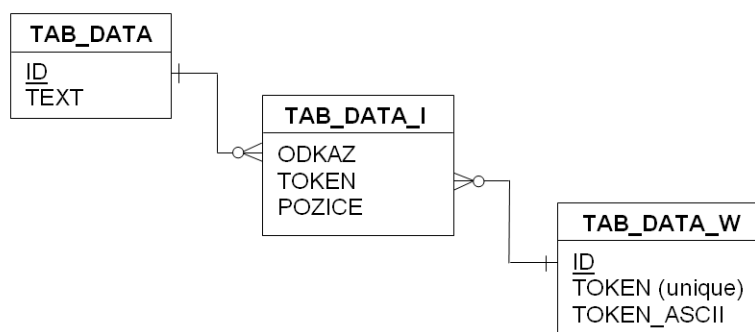 TAB_DATA
ID
TEXT
TAB_DATA_I
ODKAZ
TOKEN
POZICE
TAB_DATA_W
ID
TOKEN (unique)
TOKEN_ASCII